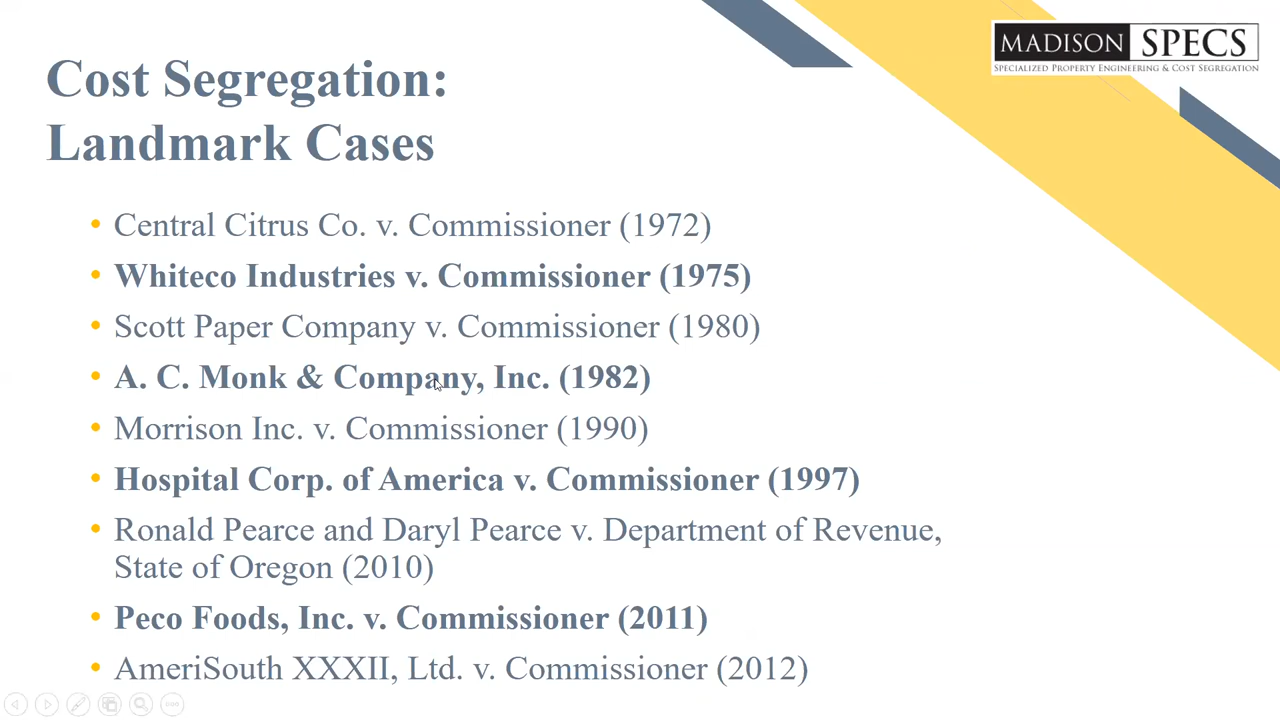 MADISON SPECS
SPECIALIZED PROPERTY ENGINEERING & COST SEGREGATION
Cost Segregation:
Landmark Cases
• Central Citrus Co. v. Commissioner (1972)
• Whiteco Industries v. Commissioner (1975)
• Scott Paper Company v. Commissioner (1980)
• A. C. Monk & Company, Inc. (1982)
• Morrison Inc. v. Commissioner (1990)
• Hospital Corp. of America v. Commissioner (1997)
• Ronald Pearce and Daryl Pearce v. Department of Revenue,
State of Oregon (2010)
• Peco Foods, Inc. v. Commissioner (2011)
• AmeriSouth XXXII, Ltd. v. Commissioner (2012)